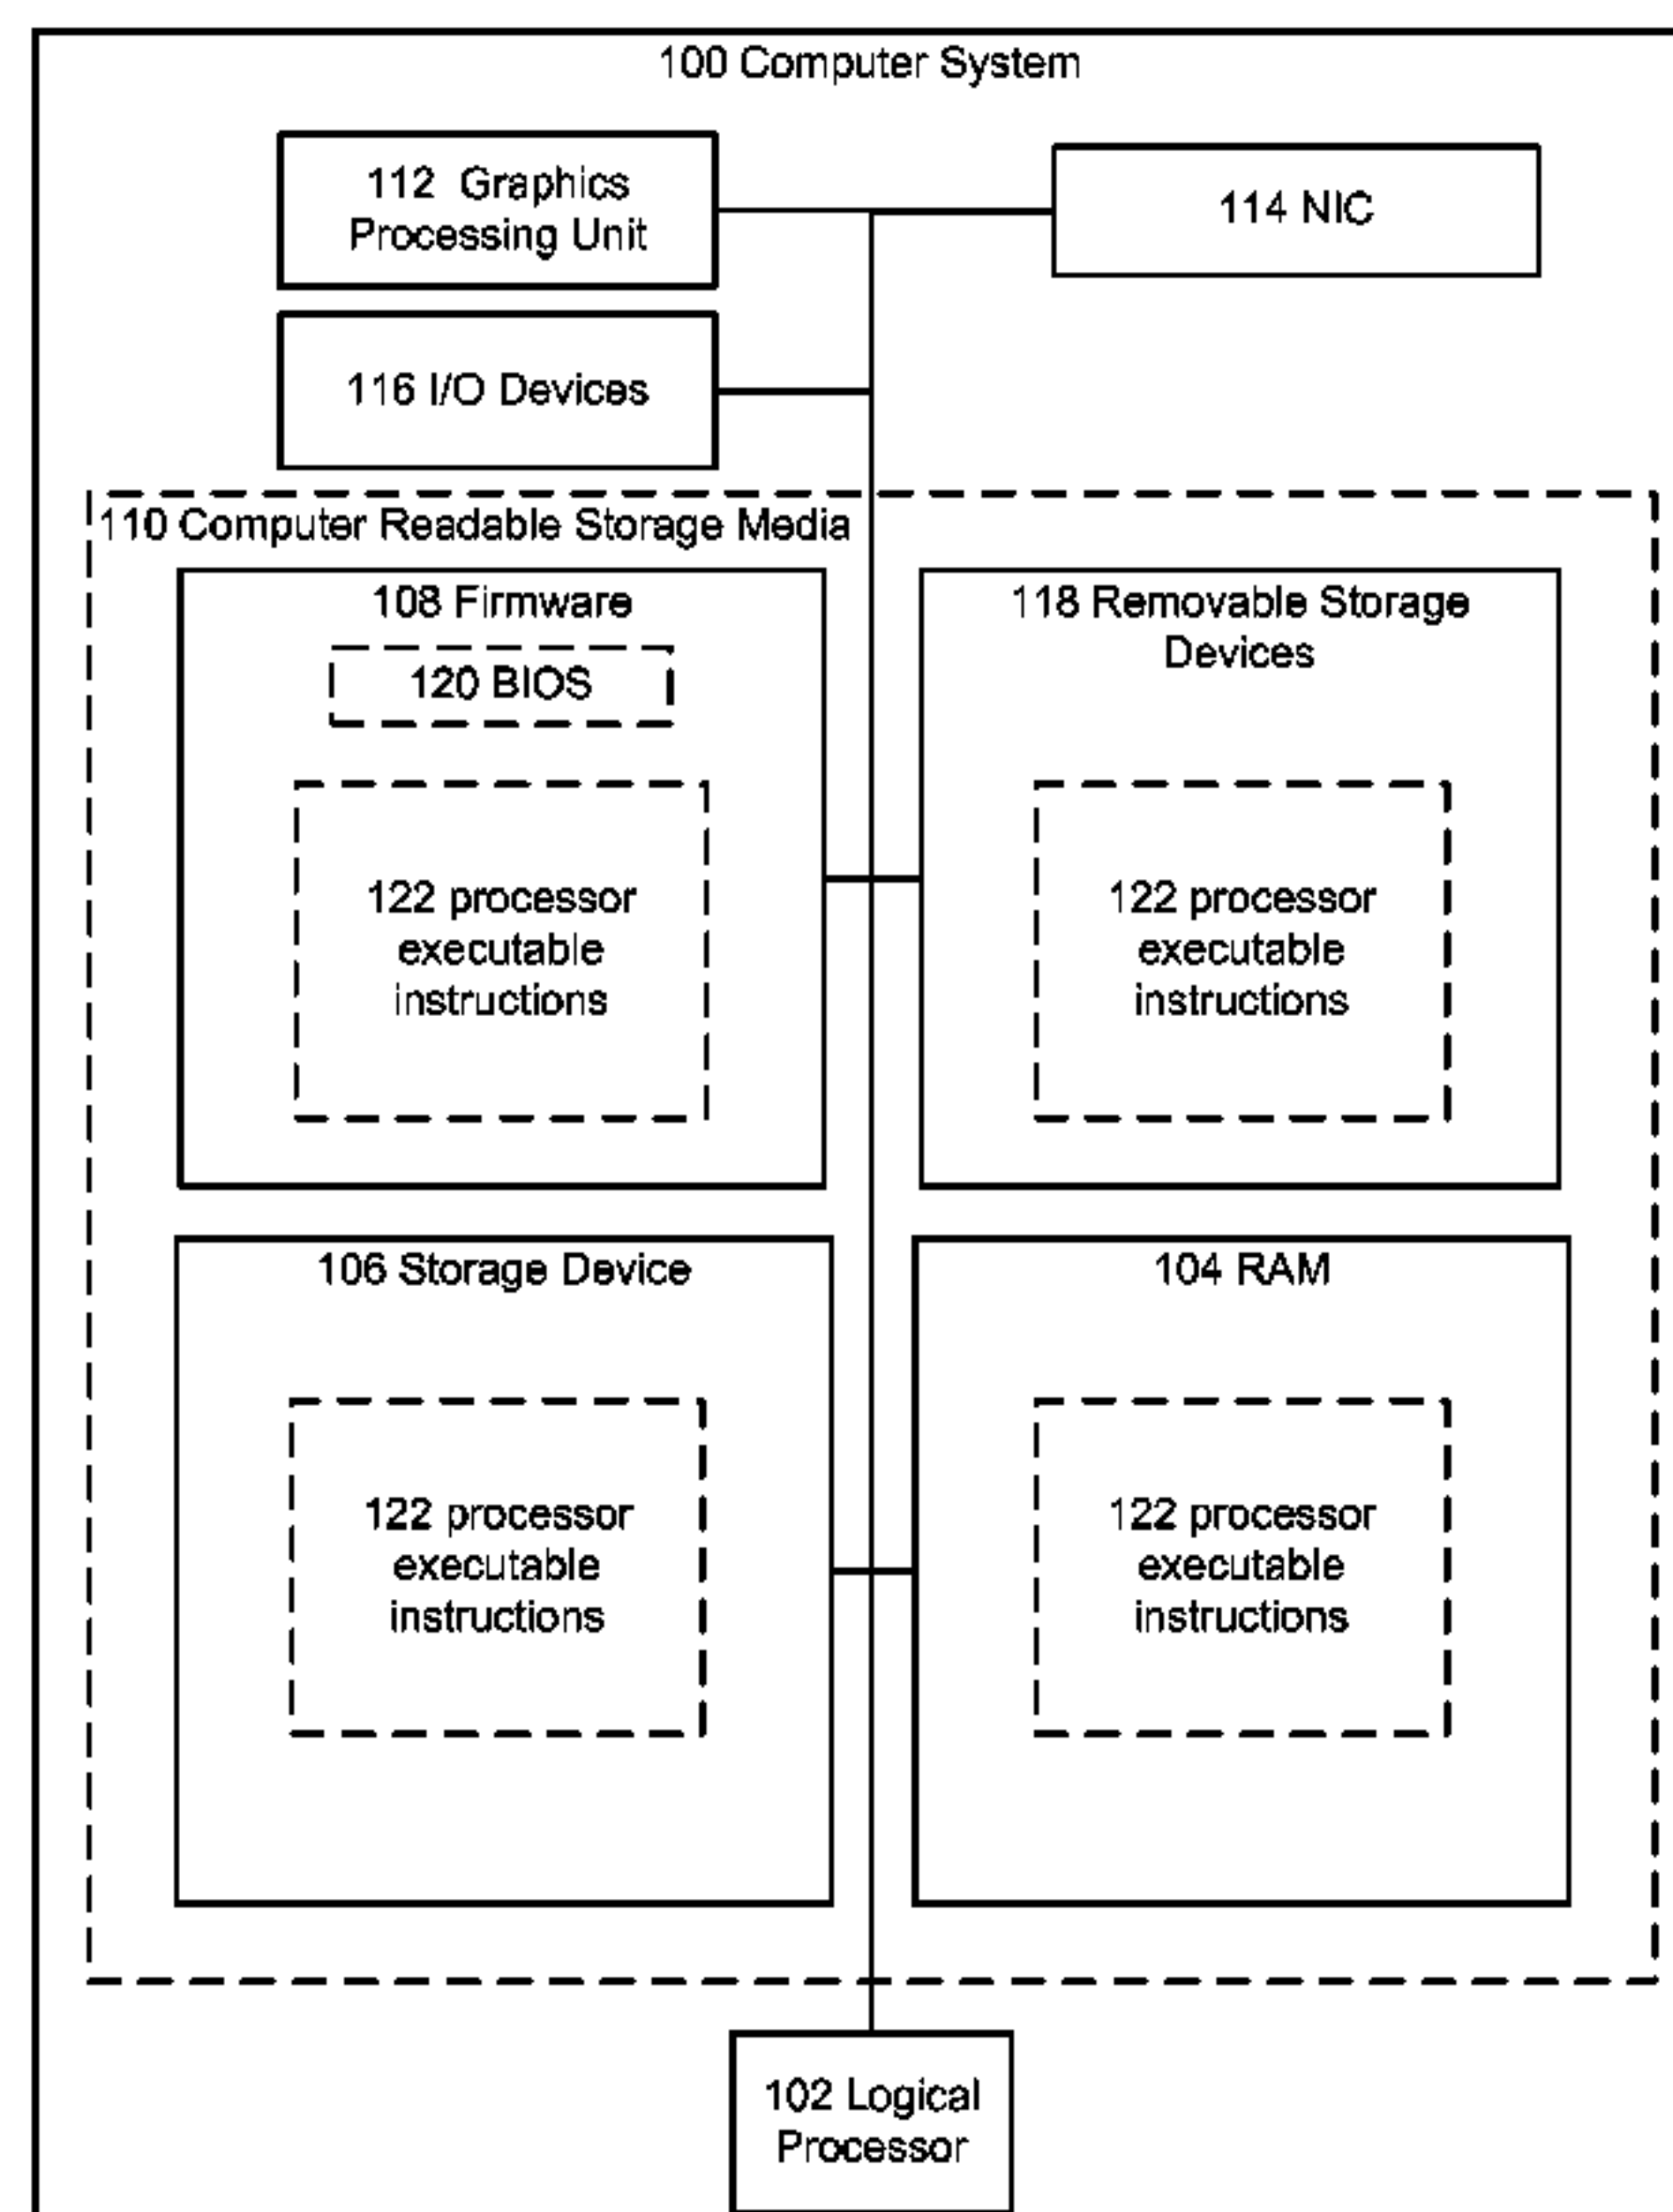 100 Computer System
112 Graphics
Processing Unit
114 NIC
116 I/O Devices
110 Computer Readable Storage Media
108 Firmware
120 BIOS
122 processor
executable
instructions
118 Removable Storage
Devices
122 processor
executable
instructions
106 Storage Device
122 processor
executable
instructions
104 RAM
122 processor
executable
instructions
102 Logical
Processor